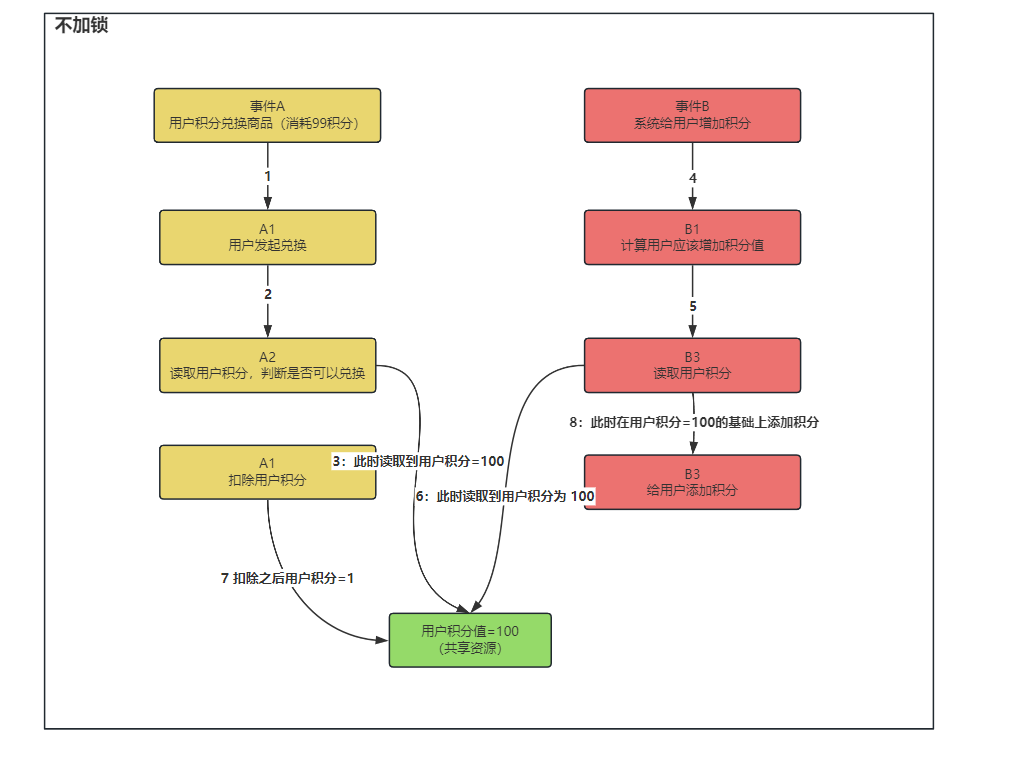 不加锁
事件A
用户积分兑换商品（消耗99积分）
事件B
系统给用户增加积分
1
4
A1
用户发起兑换
B1
计算用户应该增加积分值
2
5
A2
读取用户积分，判断是否可以兑换
B3
读取用户积分
8：此时在用户积分=100的基础上添加积分
A1
扣除用户积分
3：此时读取到用户积分=100
B3
给用户添加积分
6：此时读取到用户积分为 100
7 扣除之后用户积分=1
用户积分值=100
（共享资源）